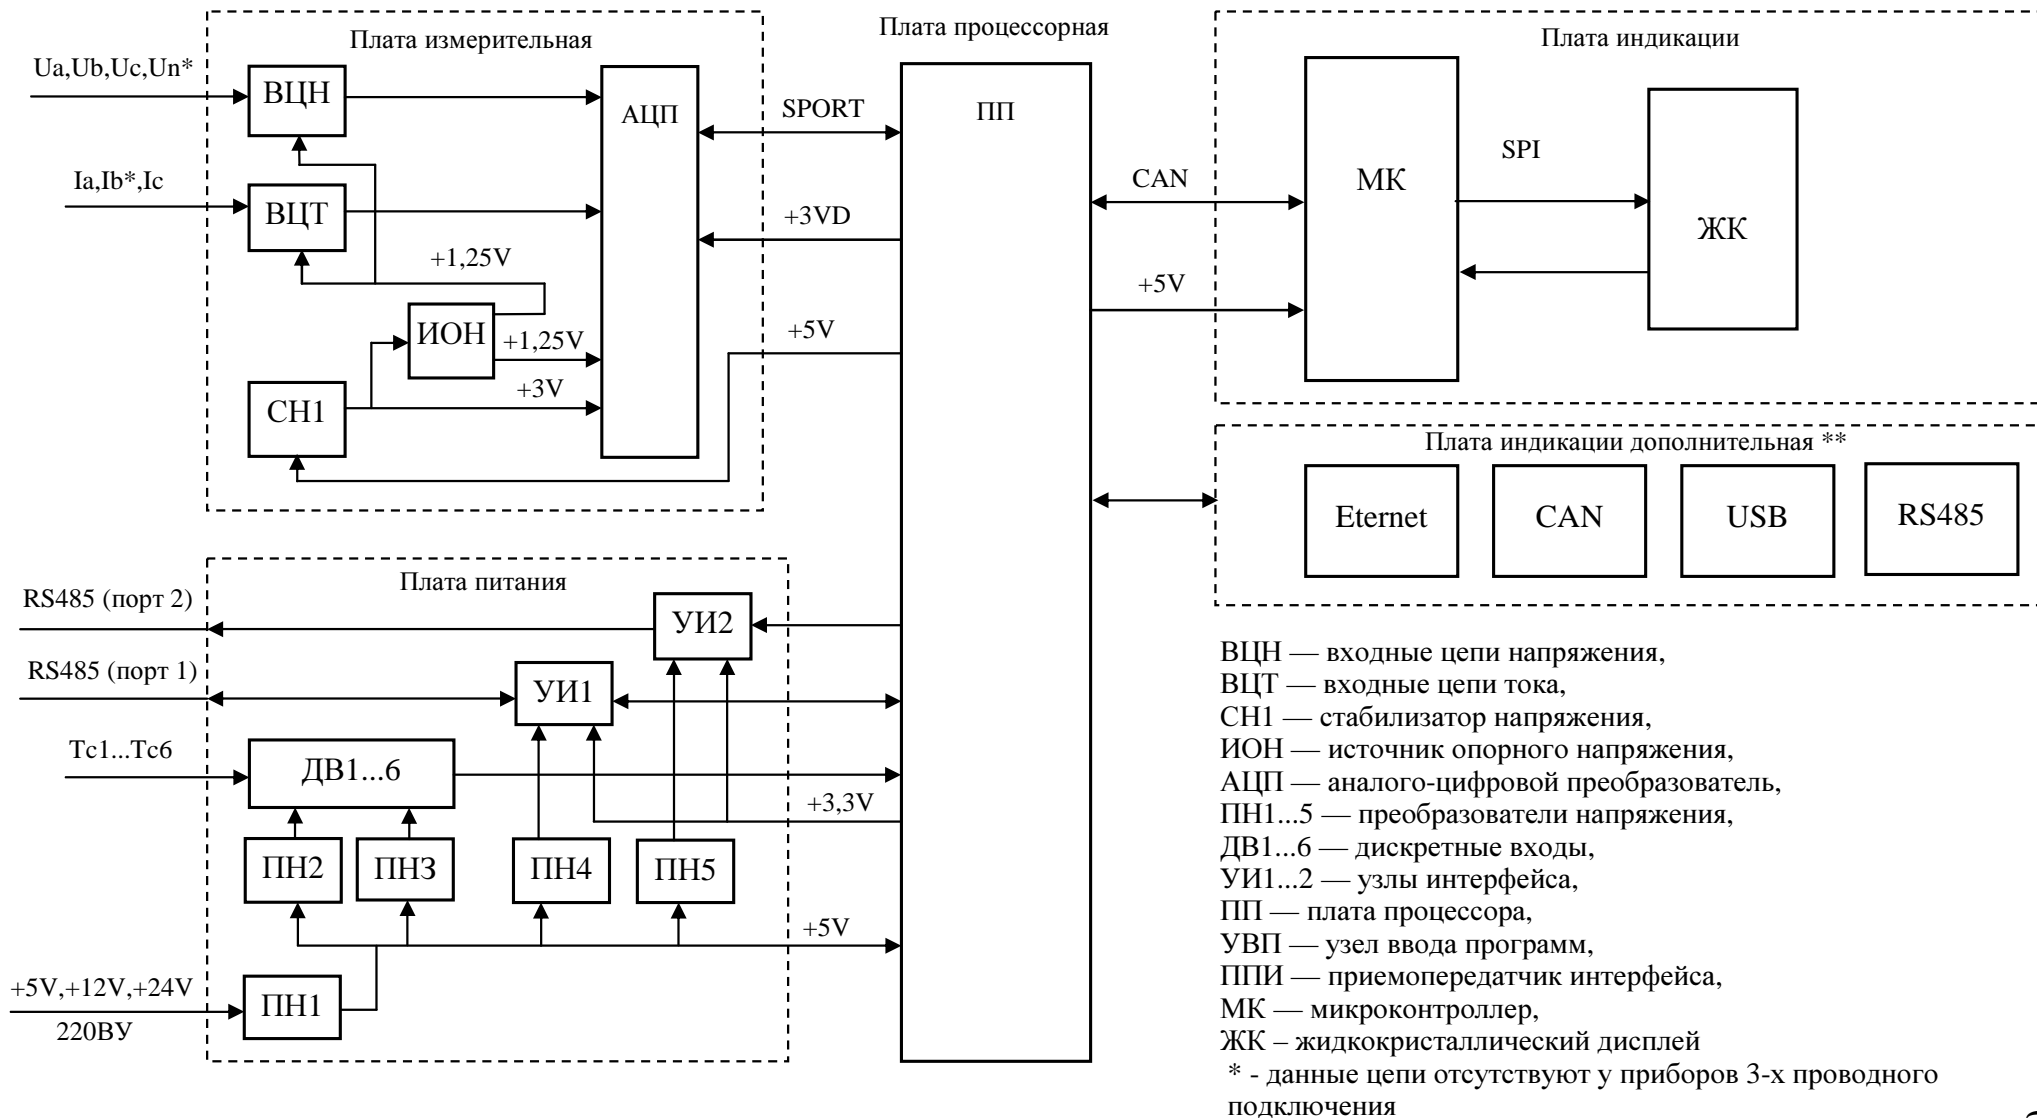 Плата измерительная
Ua,Ub,Uc,Un*
ВЦН
АЦП
Ia,Ib*,Ic
ВЦТ
+1,25V
ИОН
+1,25V
+3V
СН1
Плата процессорная
ПП
SPORT
+3VD
+5V
CAN
+5V
Плата индикации
МК
SPI
ЖК
Плата индикации дополнительная **
Eternet
CAN
USB
RS485
Плата питания
RS485 (порт 2)
УИ2
RS485 (порт 1)
УИ1
Tc1...Tc6
ДВ1...6
+3,3V
ПН2
ПН3
ПН4
ПН5
+5V
+5V,+12V,+24V
220ВУ
ПН1
ВЦН — входные цепи напряжения,
ВЦТ — входные цепи тока,
СН1 — стабилизатор напряжения,
ИОН — источник опорного напряжения,
АЦП — аналого-цифровой преобразователь,
ПН1...5 — преобразователи напряжения,
ДВ1...6 — дискретные входы,
УИ1...2 — узлы интерфейса,
ПП — плата процессора,
УВП — узел ввода программ,
ППИ — приемопередатчик интерфейса,
МК — микроконтроллер,
ЖК – жидкокристаллический дисплей
* - данные цепи отсутствуют у приборов 3-х проводного
подключения